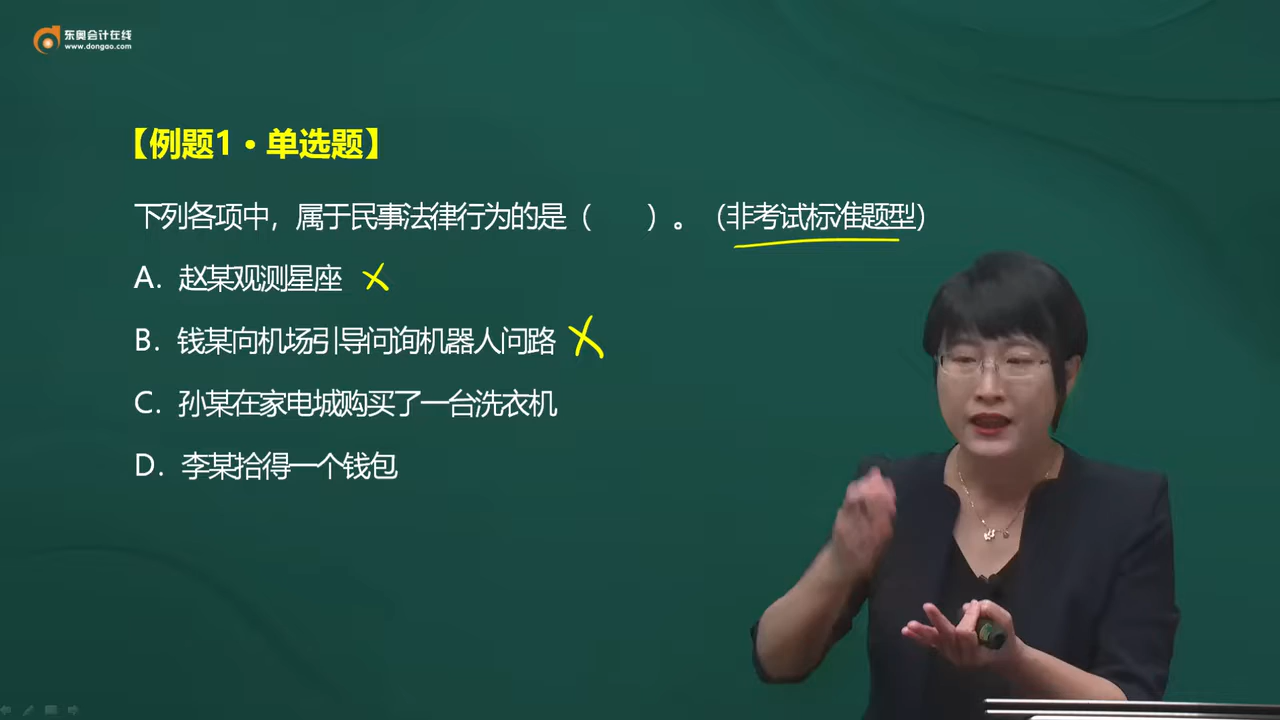 东奥会计在线
www.dongao.com
【例题1·单选题】
下列各项中，属于民事法律行为的是（ ）。（非考试标准题型）
A. 赵某观测星座
B. 钱某向机场引导问询机器人问路
C. 孙某在家电城购买了一台洗衣机
D. 李某拾得一个钱包